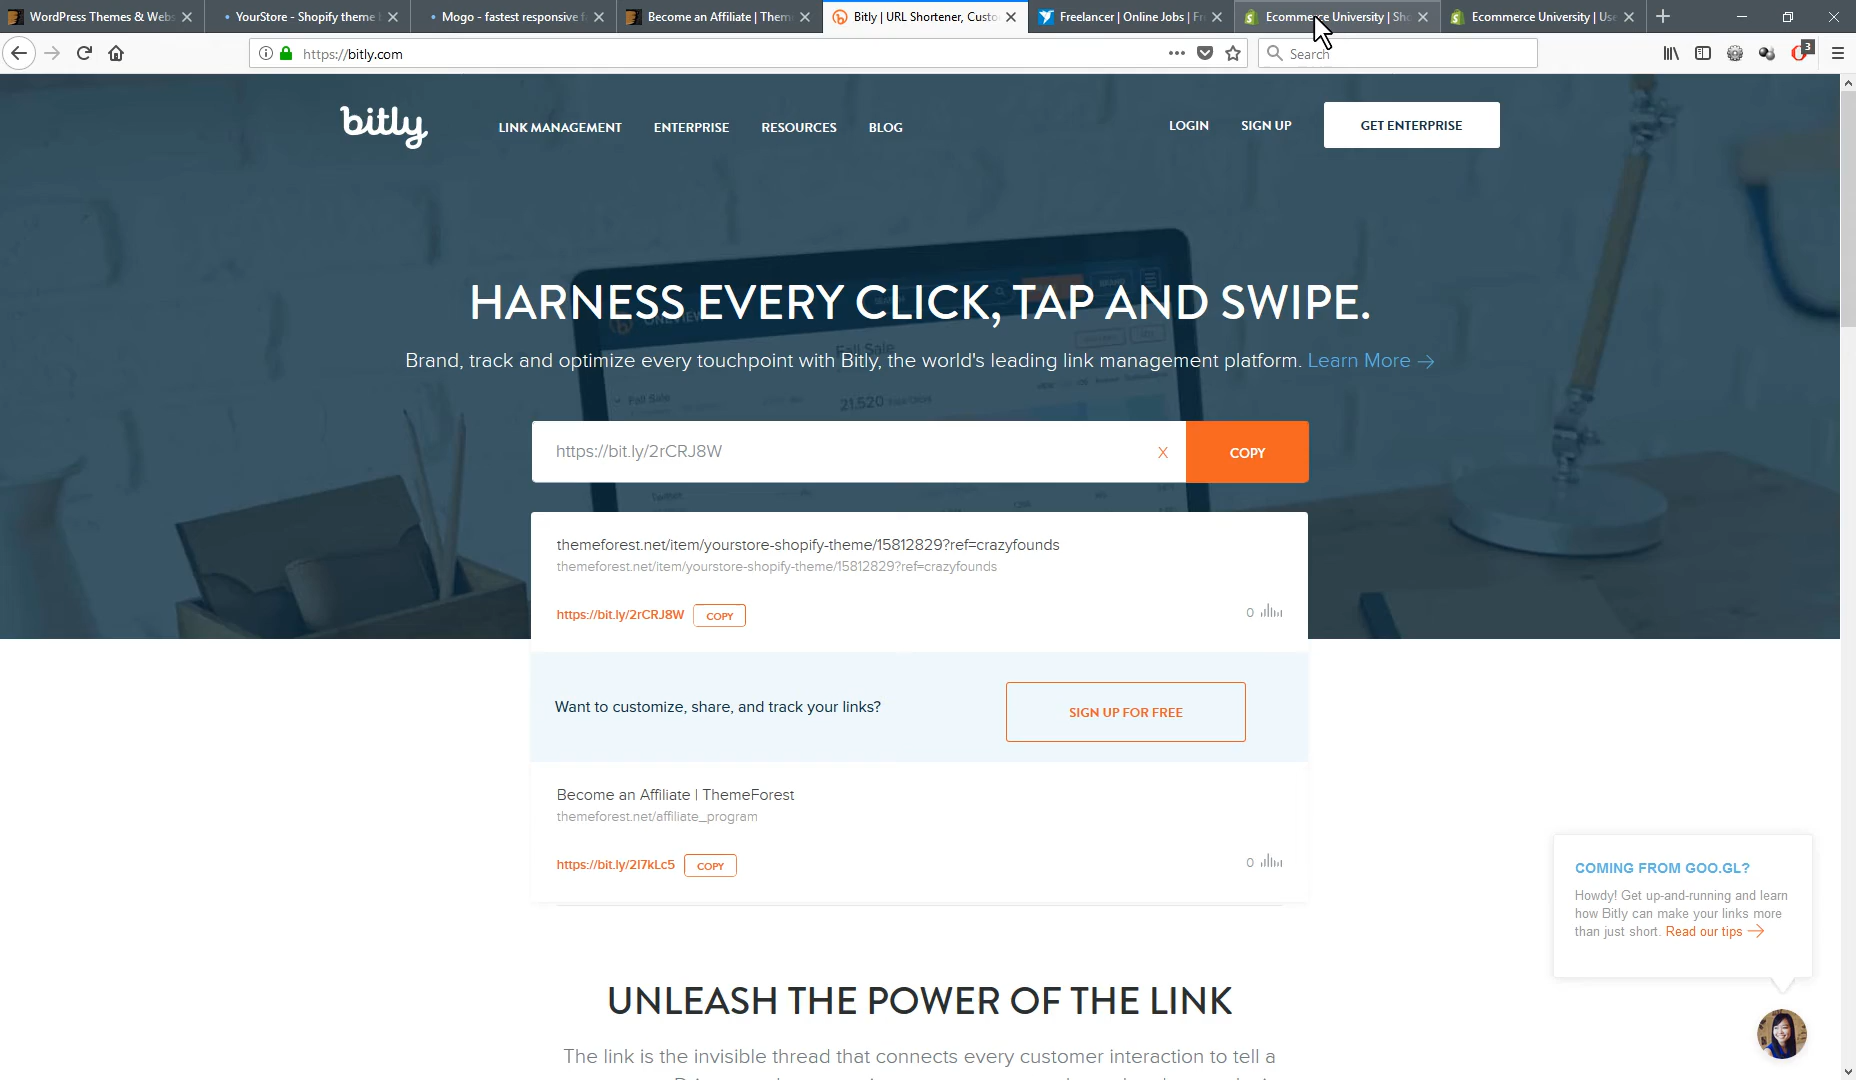 WordPress Themes & Webs
YourStore - Shopify theme
Mogo - fastest responsive
Become an Affiliate | Them
Bitly | URL Shortener, Custo
Freelancer | Online Jobs | Fr
Ecommerce University | Sho
Ecommerce University | Use
https://bitly.com
Search
3
bitly
LINK MANAGEMENT
ENTERPRISE
RESOURCES
BLOG
LOGIN
SIGN UP
GET ENTERPRISE
HARNESS EVERY CLICK, TAP AND SWIPE.
Brand, track and optimize every touchpoint with Bitly, the world's leading link management platform. Learn More →
https://bit.ly/2rCRJ8W
X
COPY
themeforest.net/item/yourstore-shopify-theme/15812829?ref=crazyfounds
themeforest.net/item/yourstore-shopify-theme/15812829?ref=crazyfounds
https://bit.ly/2rCRJ8W COPY
0
Want to customize, share, and track your links?
SIGN UP FOR FREE
Become an Affiliate | ThemeForest
themeforest.net/affiliate_program
https://bit.ly/2I7kLc5 COPY
0
COMING FROM GOO.GL?
Howdy! Get up-and-running and learn
how Bitly can make your links more
than just short. Read our tips →
UNLEASH THE POWER OF THE LINK
The link is the invisible thread that connects every customer interaction to tell a